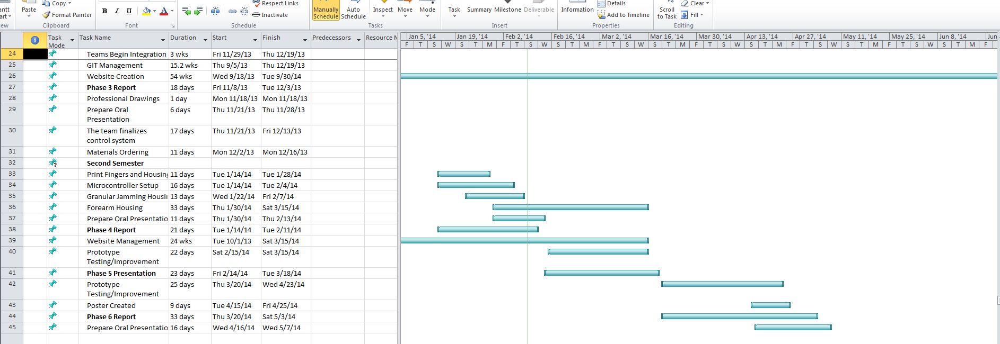 antt Copy Respect Links Details Clear
art Paste Format Painter B I U A Inactivate Manually Schedule Auto Schedule Inspect Move Mode Task Summary Milestone Deliverable Information Add to Timeline Scroll to Task Fill
ew Clipboard Font Schedule Tasks Insert Properties Editing
Task Mode Task Name Duration Start Finish Predecessors Resource N
Jan 5, '14 Jan 19, '14 Feb 2, '14 Feb 16, '14 Mar 2, '14 Mar 16, '14 Mar 30, '14 Apr 13, '14 Apr 27, '14 May 11, '14 May 25, '14 Jun 8, '14 Jun
F T S W S T M F T S W S T M F T S W S T M F T S W S T M F T S W S T M F T S W S T M F
24 Teams Begin Integration 3 wks Fri 11/29/13 Thu 12/19/13
25 GIT Management 15.2 wks Thu 9/5/13 Thu 12/19/13
26 Website Creation 54 wks Wed 9/18/13 Tue 9/30/14
27 Phase 3 Report 18 days Fri 11/8/13 Tue 12/3/13
28 Professional Drawings 1 day Mon 11/18/13 Mon 11/18/13
29 Prepare Oral 6 days Thu 11/21/13 Thu 11/28/13
Presentation
30 The team finalizes 17 days Thu 11/21/13 Fri 12/13/13
control system
31 Materials Ordering 11 days Mon 12/2/13 Mon 12/16/13
32 ? Second Semester
33 Print Fingers and Housing 11 days Tue 1/14/14 Tue 1/28/14
34 Microcontroller Setup 16 days Tue 1/14/14 Tue 2/4/14
35 Granular Jamming Housin 13 days Wed 1/22/14 Fri 2/7/14
36 Forearm Housing 33 days Thu 1/30/14 Sat 3/15/14
37 Prepare Oral Presentatio 11 days Thu 1/30/14 Thu 2/13/14
38 Phase 4 Report 21 days Tue 1/14/14 Tue 2/11/14
39 Website Management 24 wks Tue 10/1/13 Sat 3/15/14
40 Prototype 22 days Sat 2/15/14 Sat 3/15/14
Testing/Improvement
41 Phase 5 Presentation 23 days Fri 2/14/14 Tue 3/18/14
42 Prototype 25 days Thu 3/20/14 Wed 4/23/14
Testing/Improvement
43 Poster Created 9 days Tue 4/15/14 Fri 4/25/14
44 Phase 6 Report 33 days Thu 3/20/14 Sat 5/3/14
45 Prepare Oral Presentatio 16 days Wed 4/16/14 Wed 5/7/14